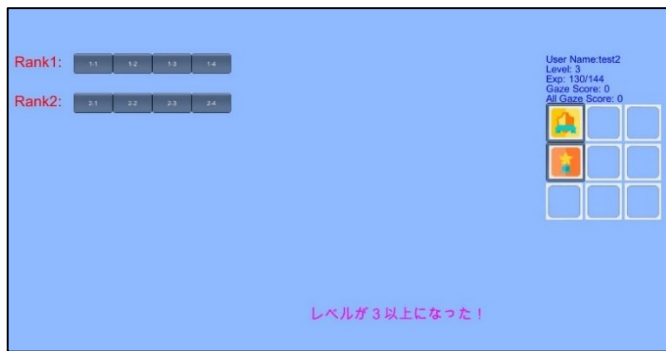 Rank1:
1-1 1-2 1-3 1-4
Rank2:
2-1 2-2 2-3 2-4
User Name:test2
Level: 3
Exp: 130/144
Gaze Score: 0
All Gaze Score: 0
レベルが3以上になった！